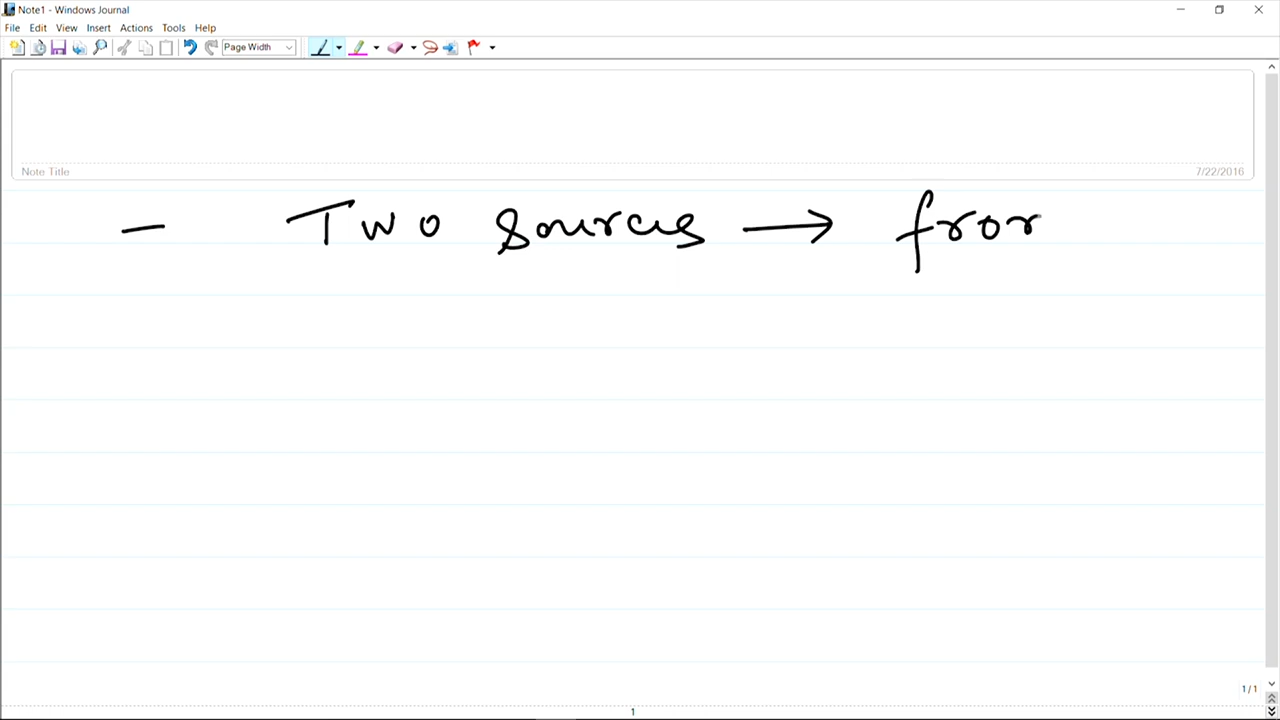 Note1 - Windows Journal
File Edit View Insert Actions Tools Help
Page Width
Note Title 7/22/2016
- Two sources → fror
1 / 1
1